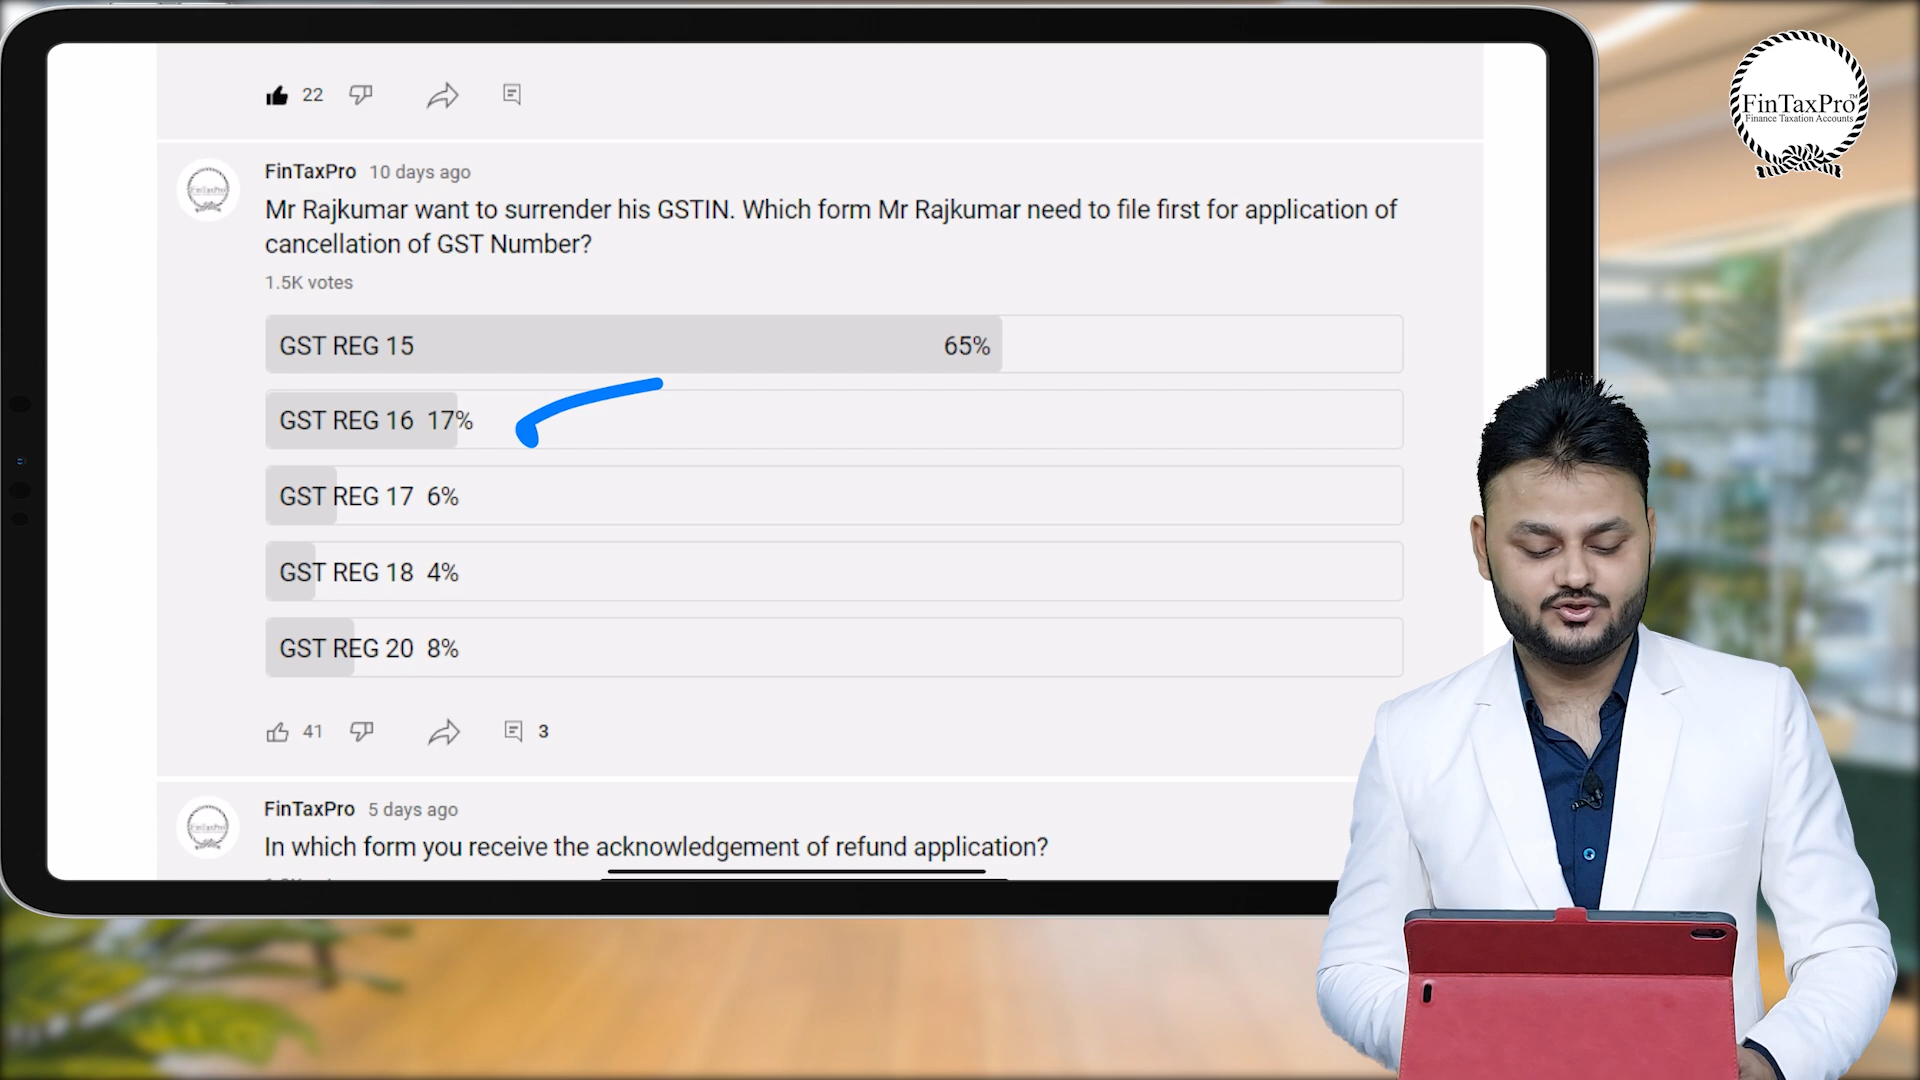 22
FinTaxPro 10 days ago
Mr Rajkumar want to surrender his GSTIN. Which form Mr Rajkumar need to file first for application of
cancellation of GST Number?
1.5K votes
GST REG 15 65%
GST REG 16 17%
GST REG 17 6%
GST REG 18 4%
GST REG 20 8%
41 3
FinTaxPro 5 days ago
In which form you receive the acknowledgement of refund application?
FinTaxPro™
Finance Taxation Accounts